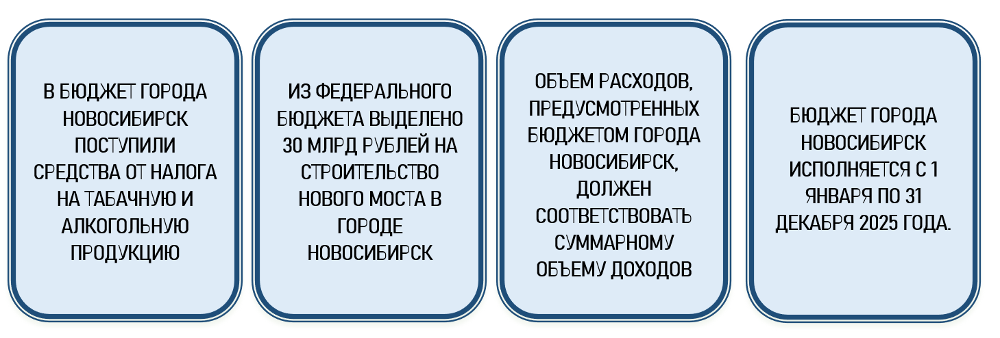 В БЮДЖЕТ ГОРОДА
НОВОСИБИРСК
ПОСТУПИЛИ
СРЕДСТВА ОТ НАЛОГА
НА ТАБАЧНУЮ И
АЛКОГОЛЬНУЮ
ПРОДУКЦИЮ
ИЗ ФЕДЕРАЛЬНОГО
БЮДЖЕТА ВЫДЕЛЕНО
30 МЛРД РУБЛЕЙ НА
СТРОИТЕЛЬСТВО
НОВОГО МОСТА В
ГОРОДЕ
НОВОСИБИРСК
ОБЪЕМ РАСХОДОВ,
ПРЕДУСМОТРЕННЫХ
БЮДЖЕТОМ ГОРОДА
НОВОСИБИРСК,
ДОЛЖЕН
СООТВЕТСТВОВАТЬ
СУММАРНОМУ
ОБЪЕМУ ДОХОДОВ
БЮДЖЕТ ГОРОДА
НОВОСИБИРСК
ИСПОЛНЯЕТСЯ С 1
ЯНВАРЯ ПО 31
ДЕКАБРЯ 2025 ГОДА.